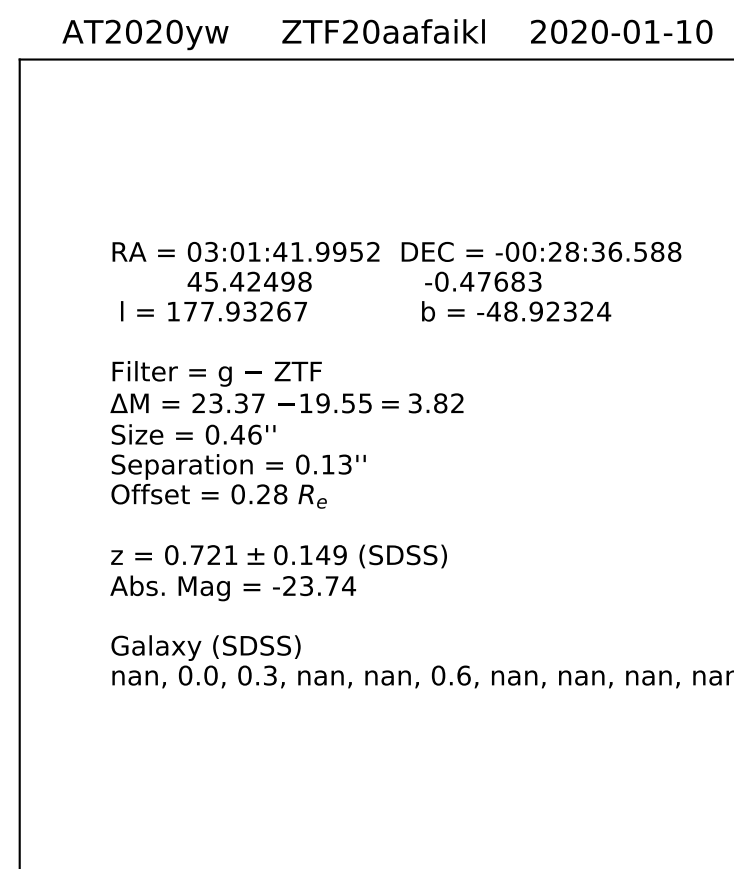 AT2020yw ZTF20aafaikl 2020-01-10
RA = 03:01:41.9952 DEC = -00:28:36.588
45.42498 -0.47683
l = 177.93267 b = -48.92324
Filter = g − ZTF
ΔM = 23.37 −19.55 = 3.82
Size = 0.46''
Separation = 0.13''
Offset = 0.28 Re
z = 0.721 ± 0.149 (SDSS)
Abs. Mag = -23.74
Galaxy (SDSS)
nan, 0.0, 0.3, nan, nan, 0.6, nan, nan, nan,